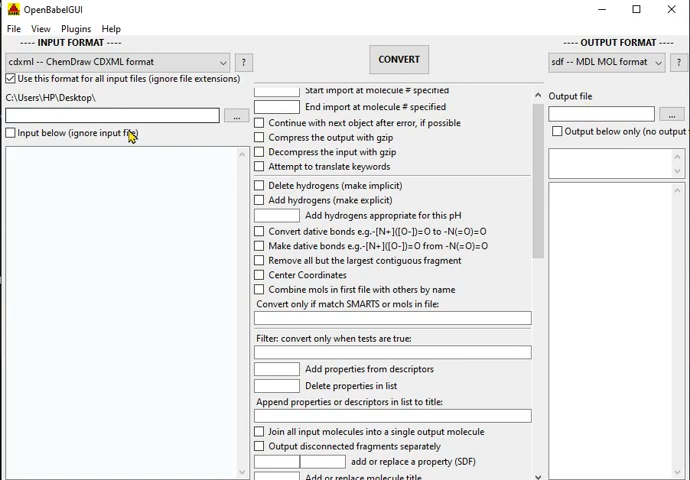 OpenBabelGUI
File View Plugins Help
---- INPUT FORMAT ----
cdxml -- ChemDraw CDXML format
?
Use this format for all input files (ignore file extensions)
C:\Users\HP\Desktop\
...
Input below (ignore input file)
CONVERT
Start import at molecule # specified
End import at molecule # specified
Continue with next object after error, if possible
Compress the output with gzip
Decompress the input with gzip
Attempt to translate keywords
Delete hydrogens (make implicit)
Add hydrogens (make explicit)
Add hydrogens appropriate for this pH
Convert dative bonds e.g.-[N+]([O-])=O to -N(=O)=O
Make dative bonds e.g.-[N+]([O-])=O from -N(=O)=O
Remove all but the largest contiguous fragment
Center Coordinates
Combine mols in first file with others by name
Convert only if match SMARTS or mols in file:
Filter: convert only when tests are true:
Add properties from descriptors
Delete properties in list
Append properties or descriptors in list to title:
Join all input molecules into a single output molecule
Output disconnected fragments separately
add or replace a property (SDF)
Add or replace molecule title
---- OUTPUT FORMAT ----
sdf -- MDL MOL format
?
Output file
...
Output below only (no output